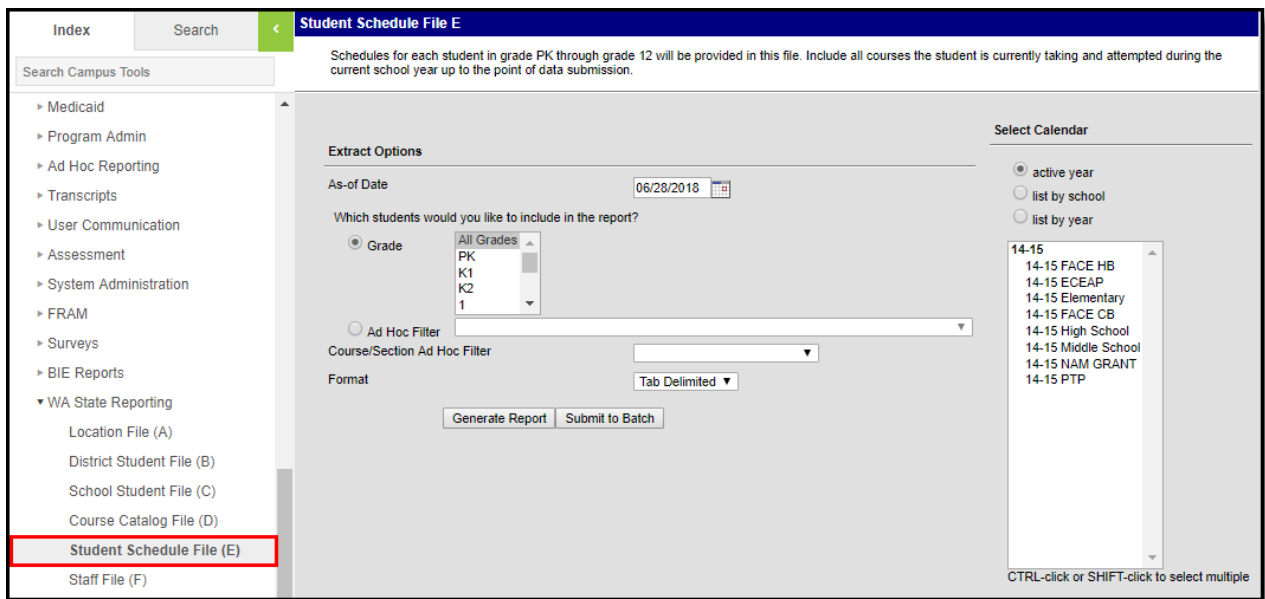 Index
Search
Search Campus Tools
Medicaid
Program Admin
Ad Hoc Reporting
Transcripts
User Communication
Assessment
System Administration
FRAM
Surveys
BIE Reports
WA State Reporting
Location File (A)
District Student File (B)
School Student File (C)
Course Catalog File (D)
Student Schedule File (E)
Staff File (F)
Student Schedule File E
Schedules for each student in grade PK through grade 12 will be provided in this file. Include all courses the student is currently taking and attempted during the
current school year up to the point of data submission.
Extract Options
As-of Date
06/28/2018
Which students would you like to include in the report?
Grade
All Grades
PK
K1
K2
1
Ad Hoc Filter
Course/Section Ad Hoc Filter
Format
Tab Delimited
Generate Report
Submit to Batch
Select Calendar
active year
list by school
list by year
14-15
14-15 FACE HB
14-15 ECEAP
14-15 Elementary
14-15 FACE CB
14-15 High School
14-15 Middle School
14-15 NAM GRANT
14-15 PTP
CTRL-click or SHIFT-click to select multiple